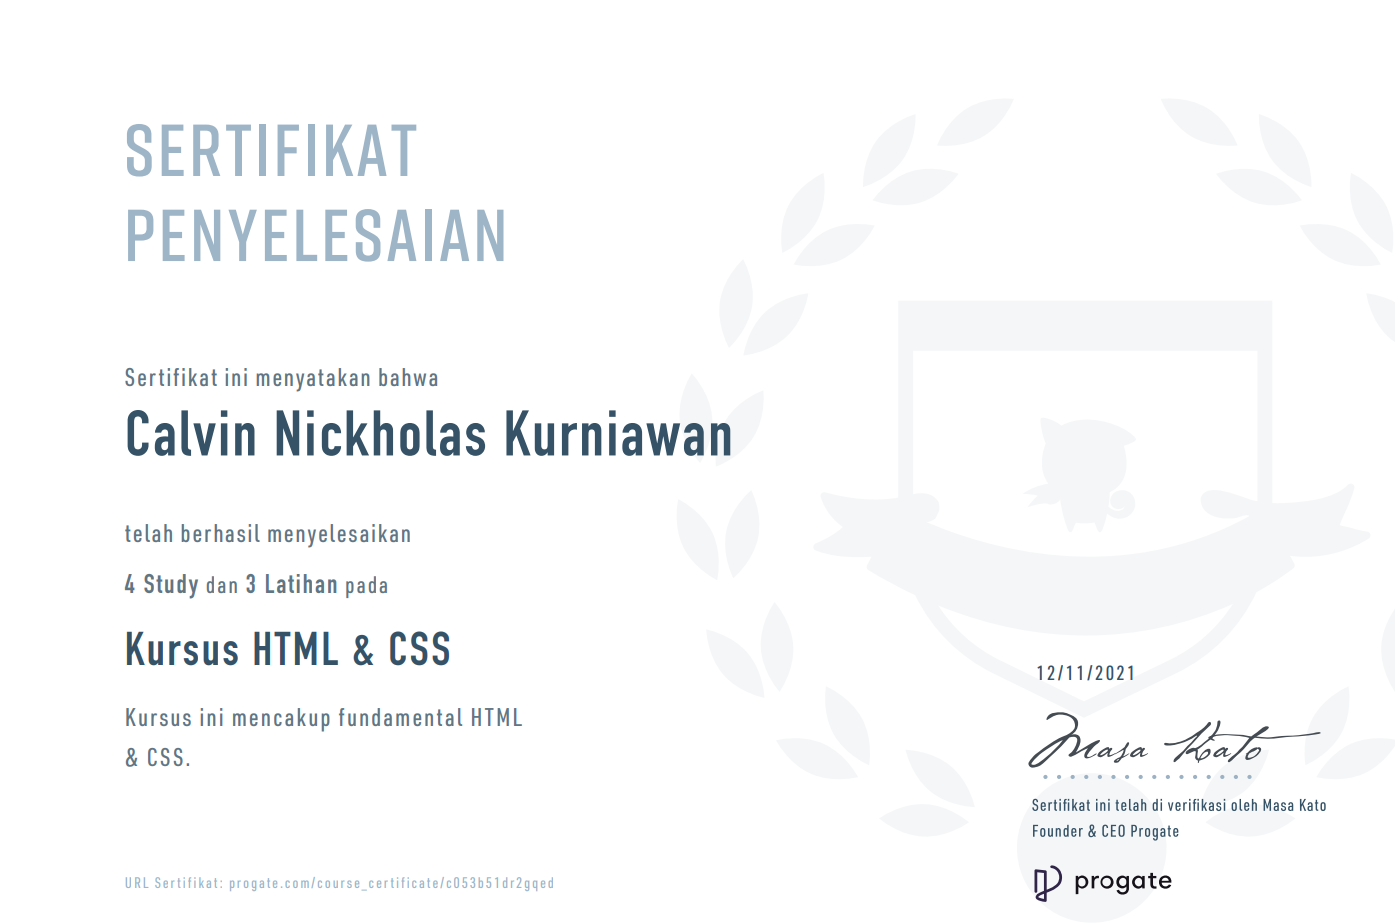 SERTIFIKAT
PENYELESAIAN
Sertifikat ini menyatakan bahwa
Calvin Nickholas Kurniawan
telah berhasil menyelesaikan
4 Study dan 3 Latihan pada
Kursus HTML & CSS
Kursus ini mencakup fundamental HTML
& CSS.
12/11/2021
Masa Kato
Sertifikat ini telah di verifikasi oleh Masa Kato
Founder & CEO Progate
progate
URL Sertifikat: progate.com/course_certificate/c053b51dr2gqed